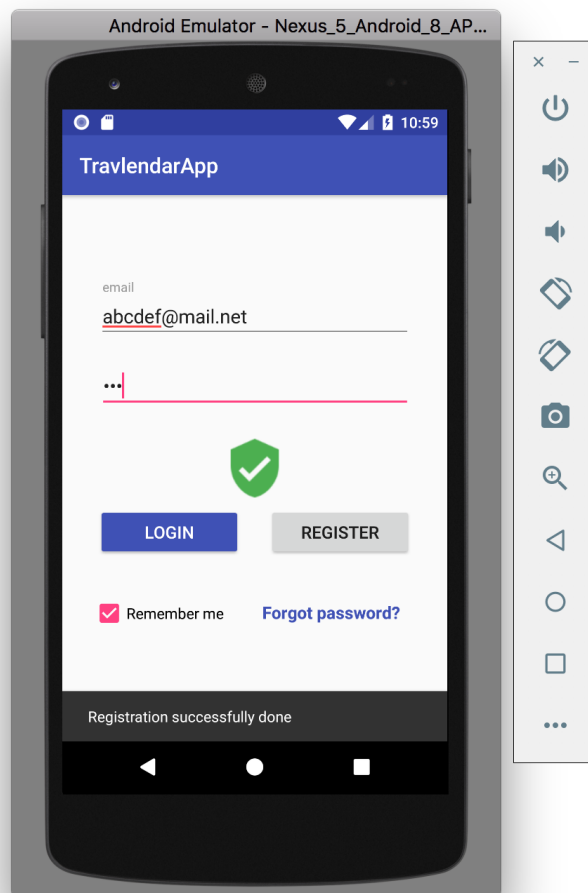 Android Emulator - Nexus_5_Android_8_AP...
10:59
TravlendarApp
email
abcdef@mail.net
•••
LOGIN REGISTER
Remember me Forgot password?
Registration successfully done